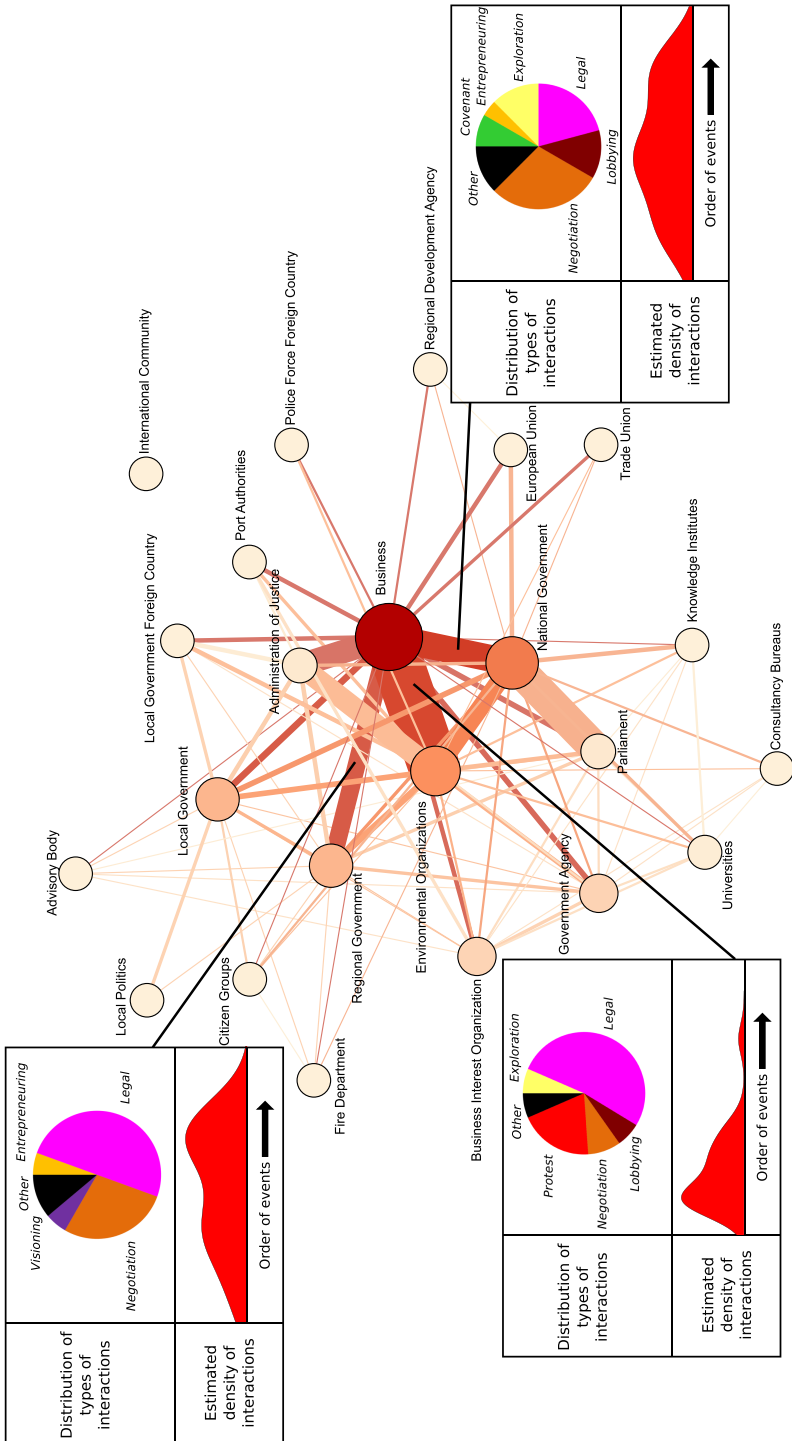 Distribution of
types of
interactions
Other
Entrepreneuring
Visioning
Legal
Negotiation
Estimated
density of
interactions
Order of events
Local Politics
Advisory Body
Citizen Groups
Fire Department
Local Government
Regional Government
Local Government Foreign Country
International Community
Port Authorities
Police Force Foreign Country
Administration of Justice
Business
Environmental Organizations
Business Interest Organization
Government Agency
National Government
Parliament
Regional Development Agency
European Union
Trade Union
Knowledge Institutes
Universities
Consultancy Bureaus
Distribution of
types of
interactions
Other
Exploration
Protest
Legal
Negotiation
Lobbying
Estimated
density of
interactions
Order of events
Distribution of
types of
interactions
Other
Covenant
Entrepreneuring
Exploration
Legal
Negotiation
Lobbying
Estimated
density of
interactions
Order of events